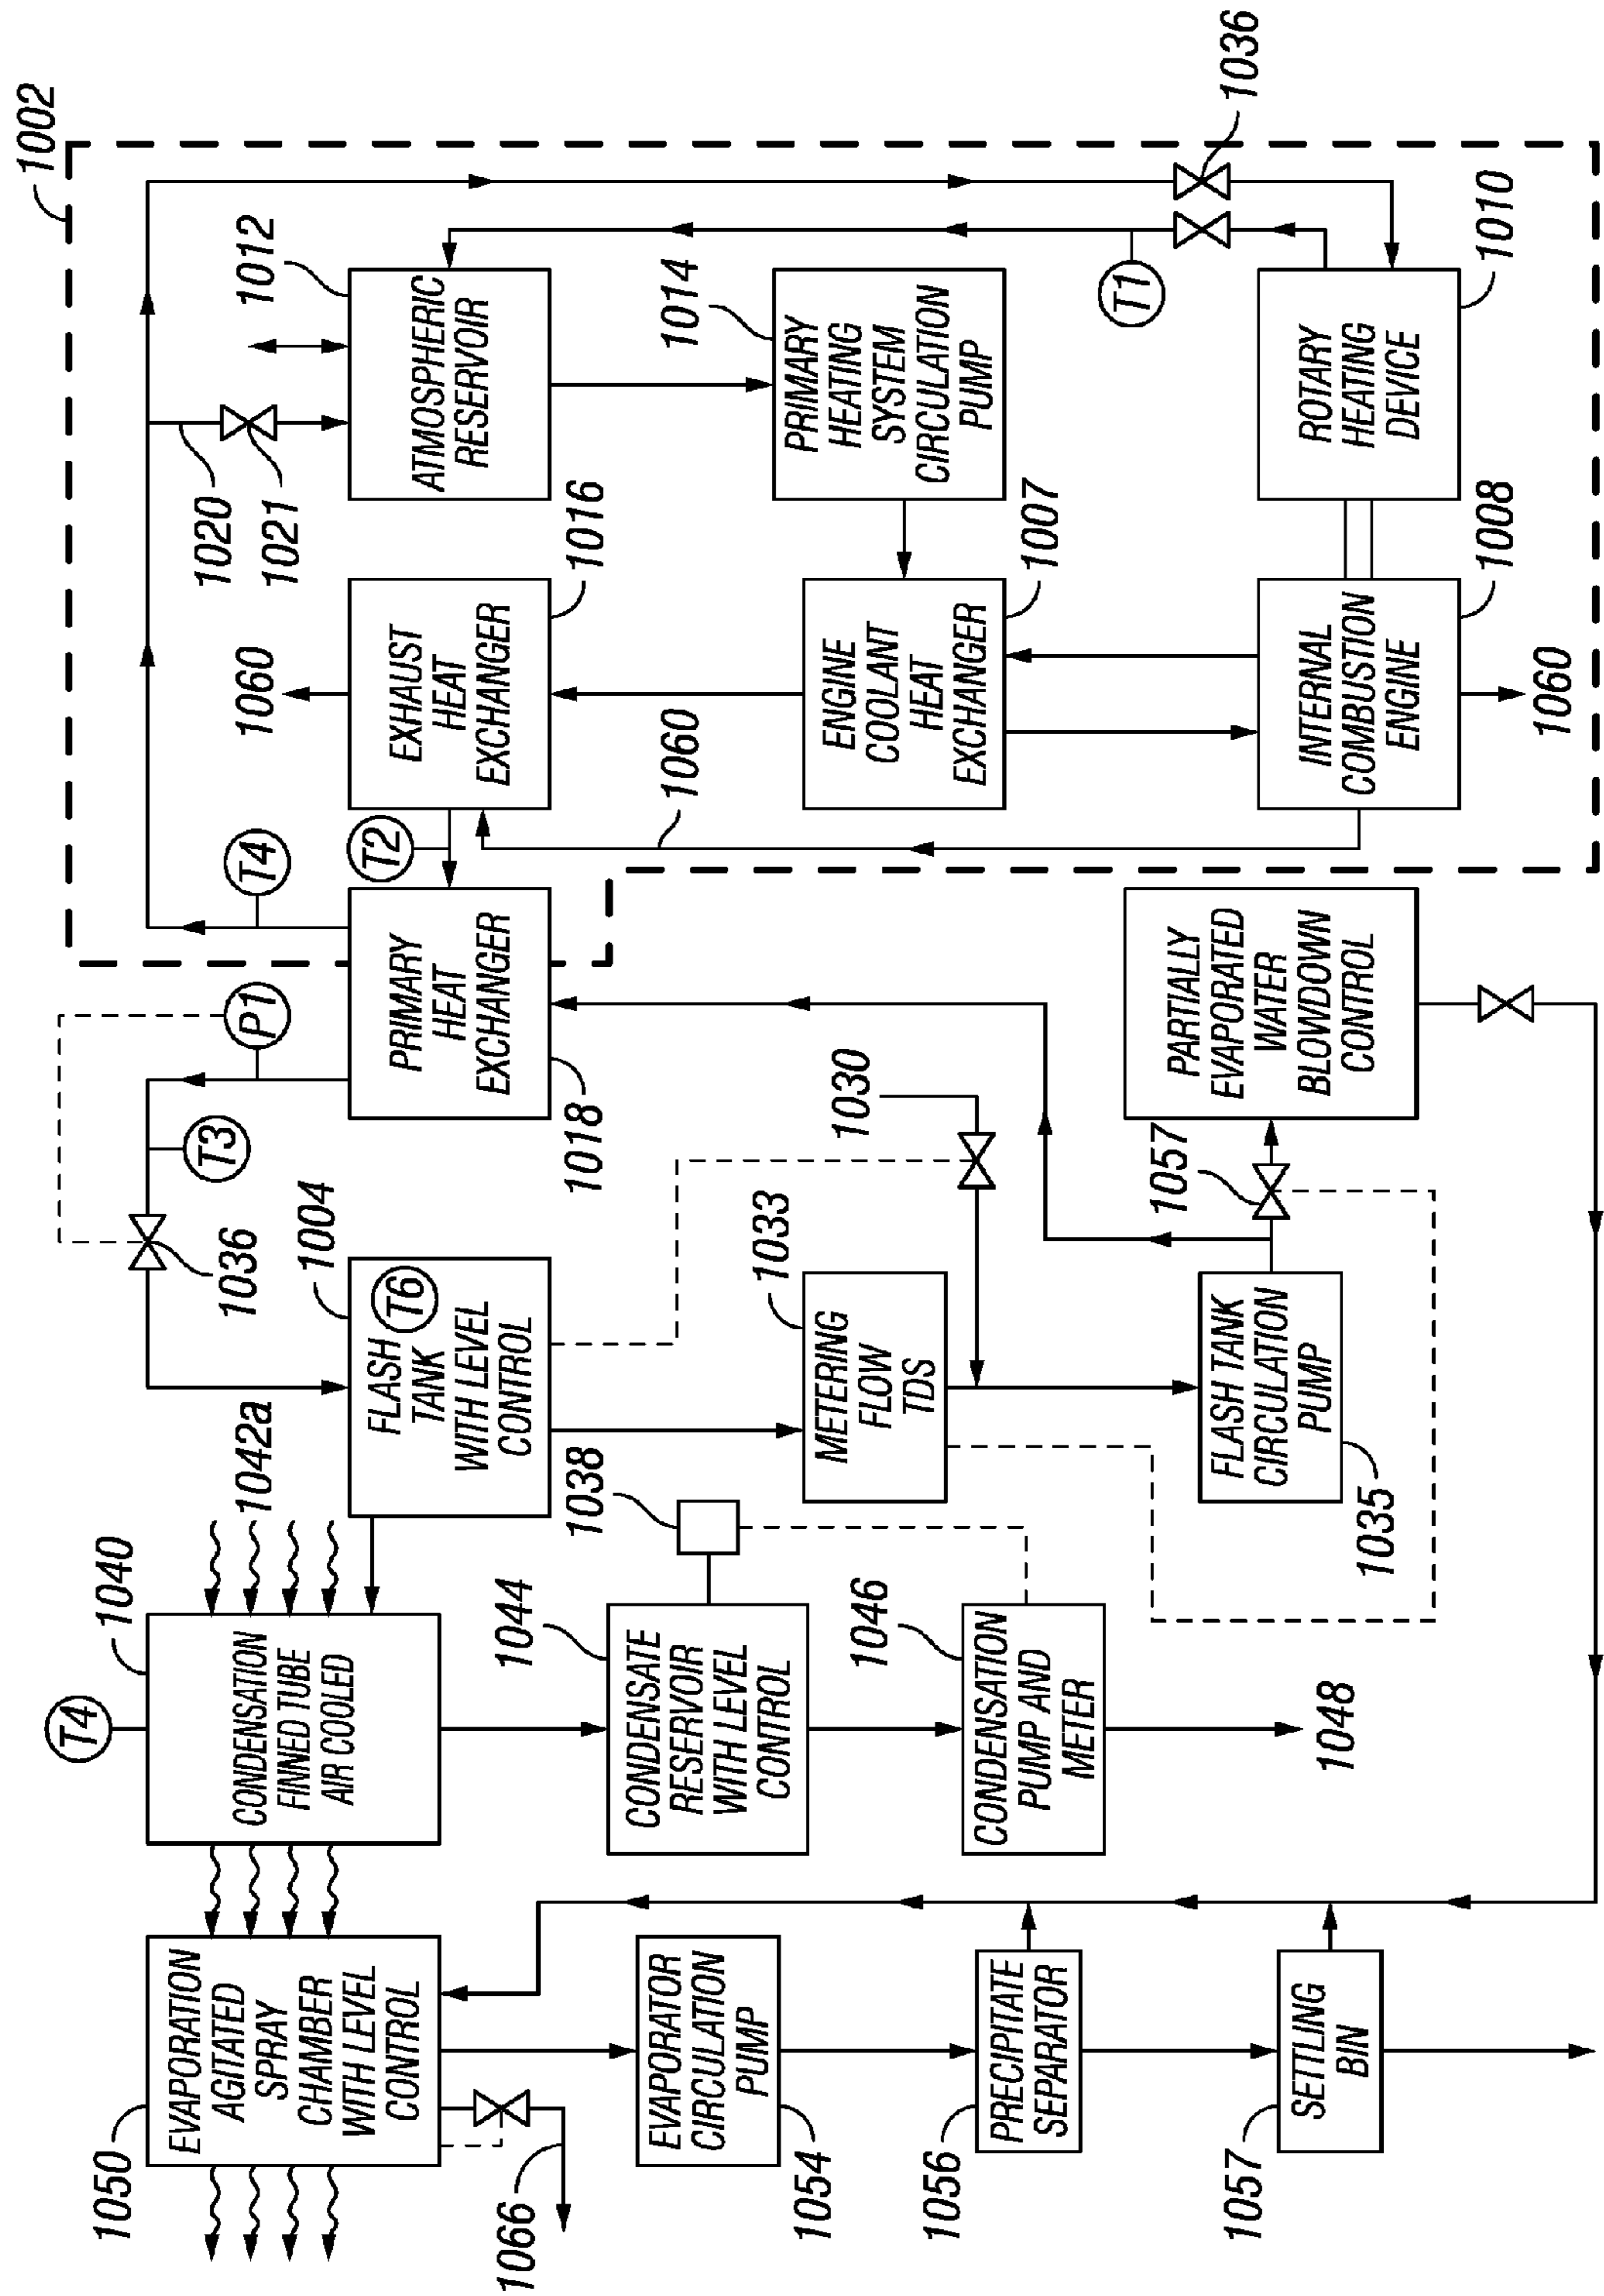 1002
1050
EVAPORATION
AGITATED
SPRAY
CHAMBER
WITH LEVEL
CONTROL
T4
1040
CONDENSATION
FINNED TUBE
AIR COOLED
1042a
1036
T3
P1
T4
1020
1021
1012
1004
FLASH
TANK
WITH LEVEL
CONTROL
T6
PRIMARY
HEAT
EXCHANGER
1018
T2
1060
EXHAUST
HEAT
EXCHANGER
1016
ATMOSPHERIC
RESERVOIR
1066
EVAPORATOR
CIRCULATION
PUMP
1054
1044
CONDENSATE
RESERVOIR
WITH LEVEL
CONTROL
1038
1033
METERING
FLOW
TDS
1030
1060
ENGINE
COOLANT
HEAT
EXCHANGER
1007
1014
PRIMARY
HEATING
SYSTEM
CIRCULATION
PUMP
1056
PRECIPITATE
SEPARATOR
1046
CONDENSATION
PUMP AND
METER
1048
1035
FLASH TANK
CIRCULATION
PUMP
1057
PARTIALLY
EVAPORATED
WATER
BLOWDOWN
CONTROL
T1
1036
1057
SETTLING
BIN
INTERNAL
COMBUSTION
ENGINE
1008
1060
ROTARY
HEATING
DEVICE
1010